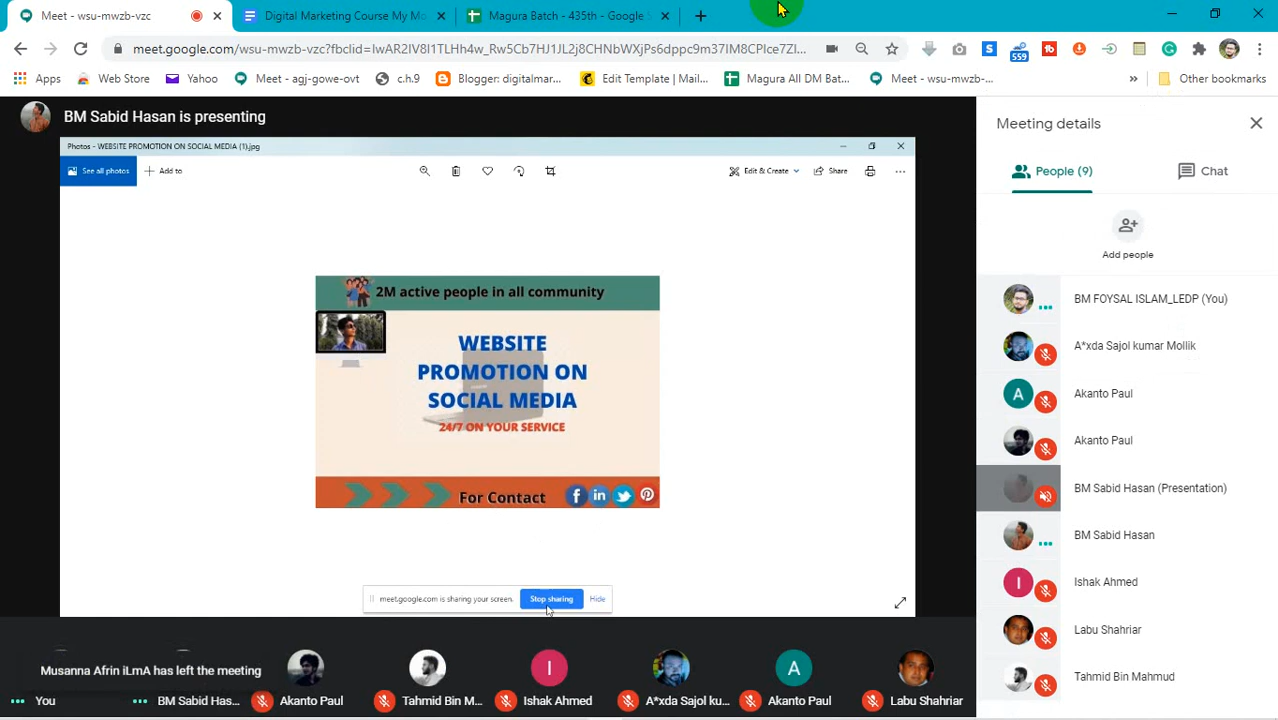 Meet - wsu-mwzb-vzc
Digital Marketing Course My Mo
Magura Batch - 435th - Google S
meet.google.com/wsu-mwzb-vzc?fbclid=IwAR2IV8I1TLHh4w_Rw5Cb7HJ1JL2j8CHNbWXjPs6dppc9m37IM8CPIce7ZI...
559
Apps
Web Store
Yahoo
Meet - agj-gowe-ovt
c.h.9
Blogger: digitalmar...
Edit Template | Mail...
Magura All DM Bat...
Meet - wsu-mwzb-...
»
Other bookmarks
BM Sabid Hasan is presenting
Photos - WEBSITE PROMOTION ON SOCIAL MEDIA (1).jpg
See all photos
Add to
Edit & Create
Share
2M active people in all community
WEBSITE
PROMOTION ON
SOCIAL MEDIA
24/7 ON YOUR SERVICE
For Contact
meet.google.com is sharing your screen.
Stop sharing
Hide
Musanna Afrin iLmA has left the meeting
You
BM Sabid Has...
Akanto Paul
Tahmid Bin M...
Ishak Ahmed
A*xda Sajol ku...
A
Akanto Paul
Labu Shahriar
Meeting details
People (9)
Chat
Add people
BM FOYSAL ISLAM_LEDP (You)
A*xda Sajol kumar Mollik
A
Akanto Paul
Akanto Paul
BM Sabid Hasan (Presentation)
BM Sabid Hasan
I
Ishak Ahmed
Labu Shahriar
Tahmid Bin Mahmud